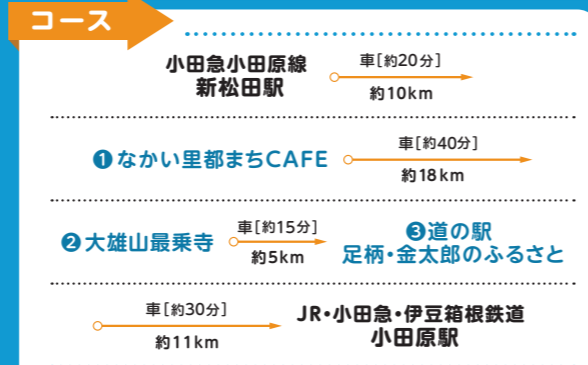 コース
小田急小田原線
新松田駅
車[約20分]
約10km
❶なかい里都まちCAFE
車[約40分]
約18km
❷大雄山最乗寺
車[約15分]
約5km
❸道の駅
足柄・金太郎のふるさと
車[約30分]
約11km
JR・小田急・伊豆箱根鉄道
小田原駅